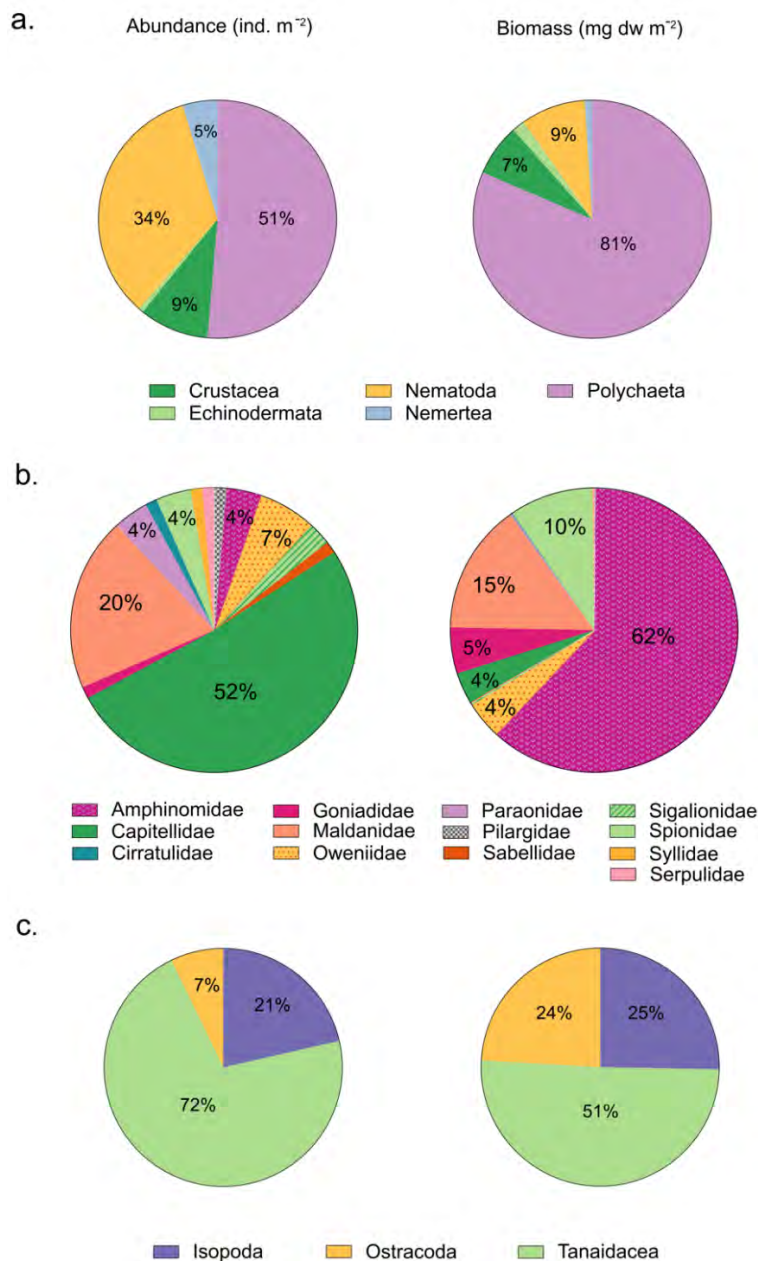 a.
Abundance (ind. m⁻²) Biomass (mg dw m⁻²)
5% 9%
7%
34% 51%
81%
9%
Crustacea Nematoda Polychaeta
Echinodermata Nemertea
b.
4% 4% 4% 7% 10%
20% 15%
62%
5%
4%
52% 4%
Amphinomidae Goniadidae Paraonidae Sigalionidae
Capitellidae Maldanidae Pilargidae Spionidae
Cirratulidae Oweniidae Sabellidae Syllidae
Serpulidae
c.
7% 21% 24% 25%
72% 51%
Isopoda Ostracoda Tanaidacea